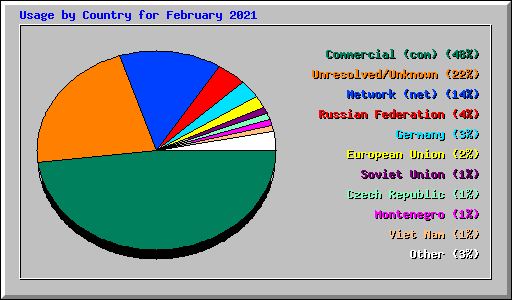 Usage by Country for February 2021
Commercial (com) (48%)
Unresolved/Unknown (22%)
Network (net) (14%)
Russian Federation (4%)
Germany (3%)
European Union (2%)
Soviet Union (1%)
Czech Republic (1%)
Montenegro (1%)
Viet Nam (1%)
Other (3%)